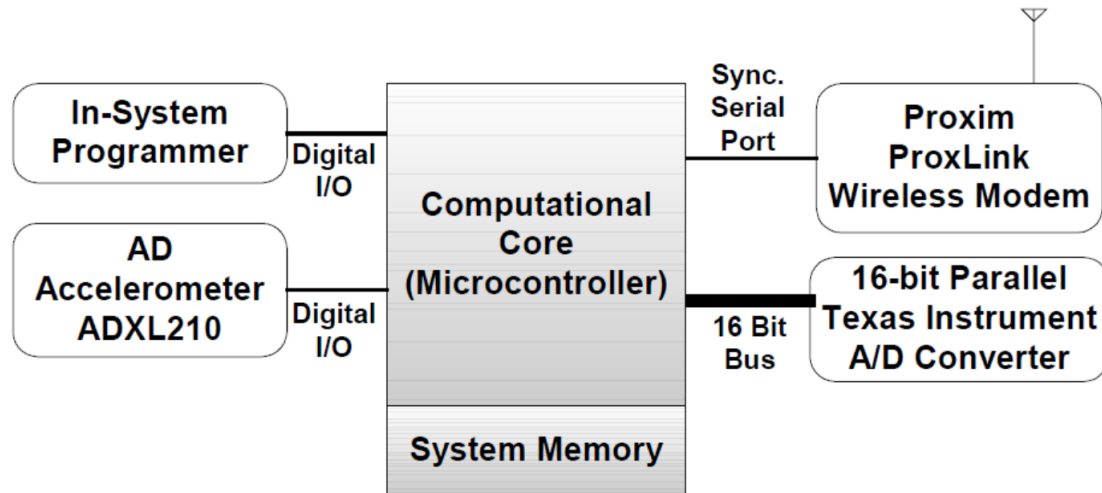 In-System
Programmer
Digital
I/O
AD
Accelerometer
ADXL210
Digital
I/O
Computational
Core
(Microcontroller)
System Memory
Sync.
Serial
Port
Proxim
ProxLink
Wireless Modem
16 Bit
Bus
16-bit Parallel
Texas Instrument
A/D Converter